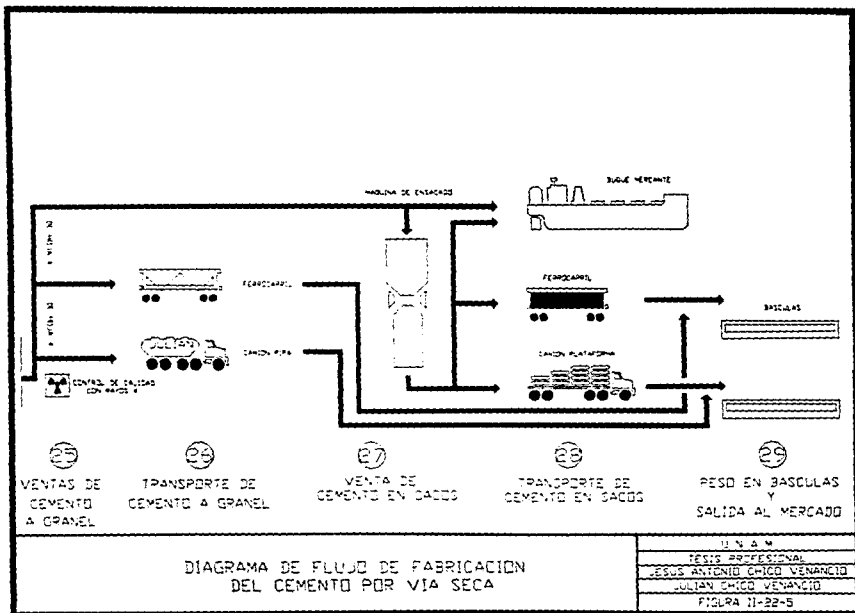 MAQUINA DE ENSACADO
BUQUE MERCANTE
FERROCARRIL
FERROCARRIL
BASCULAS
JULIAN
CAMION PIPA
CAMION PLATAFORMA
CONTROL DE CALIDAD
CON RAYOS X
25
26
27
28
29
VENTAS DE
CEMENTO
A GRANEL
TRANSPORTE DE
CEMENTO A GRANEL
VENTA DE
CEMENTO EN SACOS
TRANSPORTE DE
CEMENTO EN SACOS
PESO EN BASCULAS
Y
SALIDA AL MERCADO
DIAGRAMA DE FLUJO DE FABRICACION
DEL CEMENTO POR VIA SECA
U N A M
TESIS PROFESIONAL
JESUS ANTONIO CHICO VENANCIO
JULIAN CHICO VENANCIO
FIGURA II-22-5